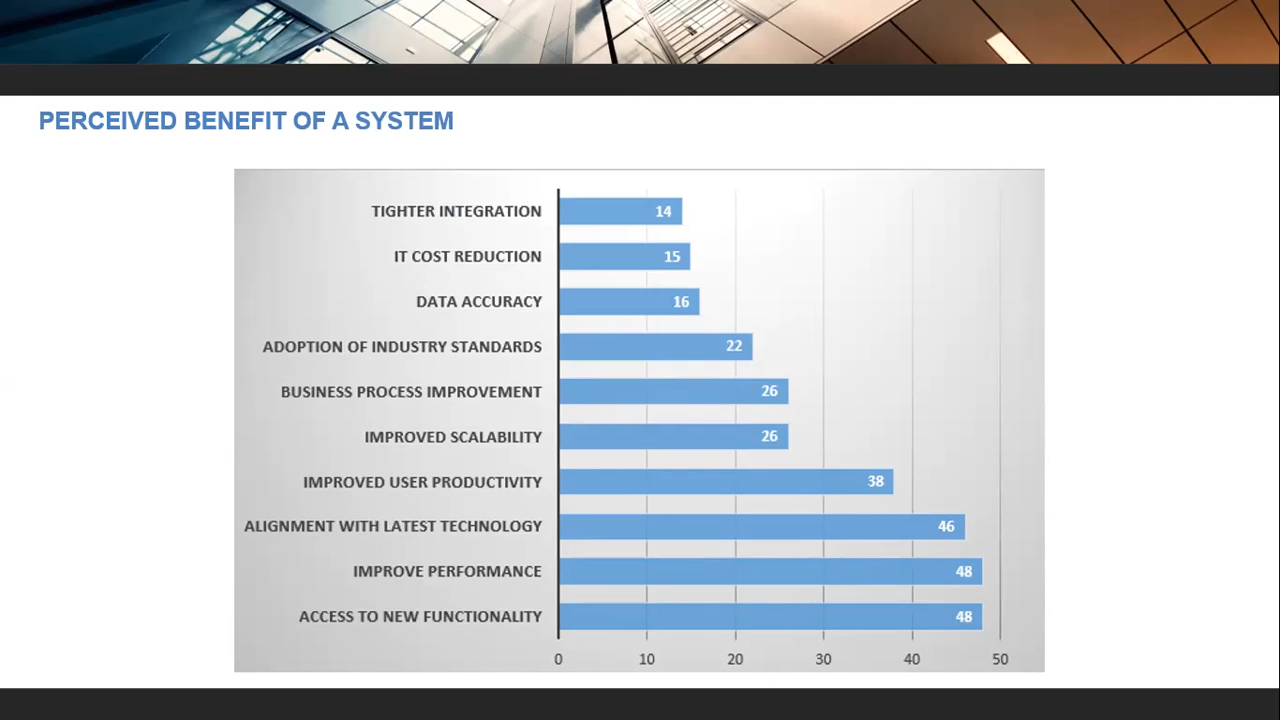 PERCEIVED BENEFIT OF A SYSTEM
TIGHTER INTEGRATION 14
IT COST REDUCTION 15
DATA ACCURACY 16
ADOPTION OF INDUSTRY STANDARDS 22
BUSINESS PROCESS IMPROVEMENT 26
IMPROVED SCALABILITY 26
IMPROVED USER PRODUCTIVITY 38
ALIGNMENT WITH LATEST TECHNOLOGY 46
IMPROVE PERFORMANCE 48
ACCESS TO NEW FUNCTIONALITY 48
0 10 20 30 40 50